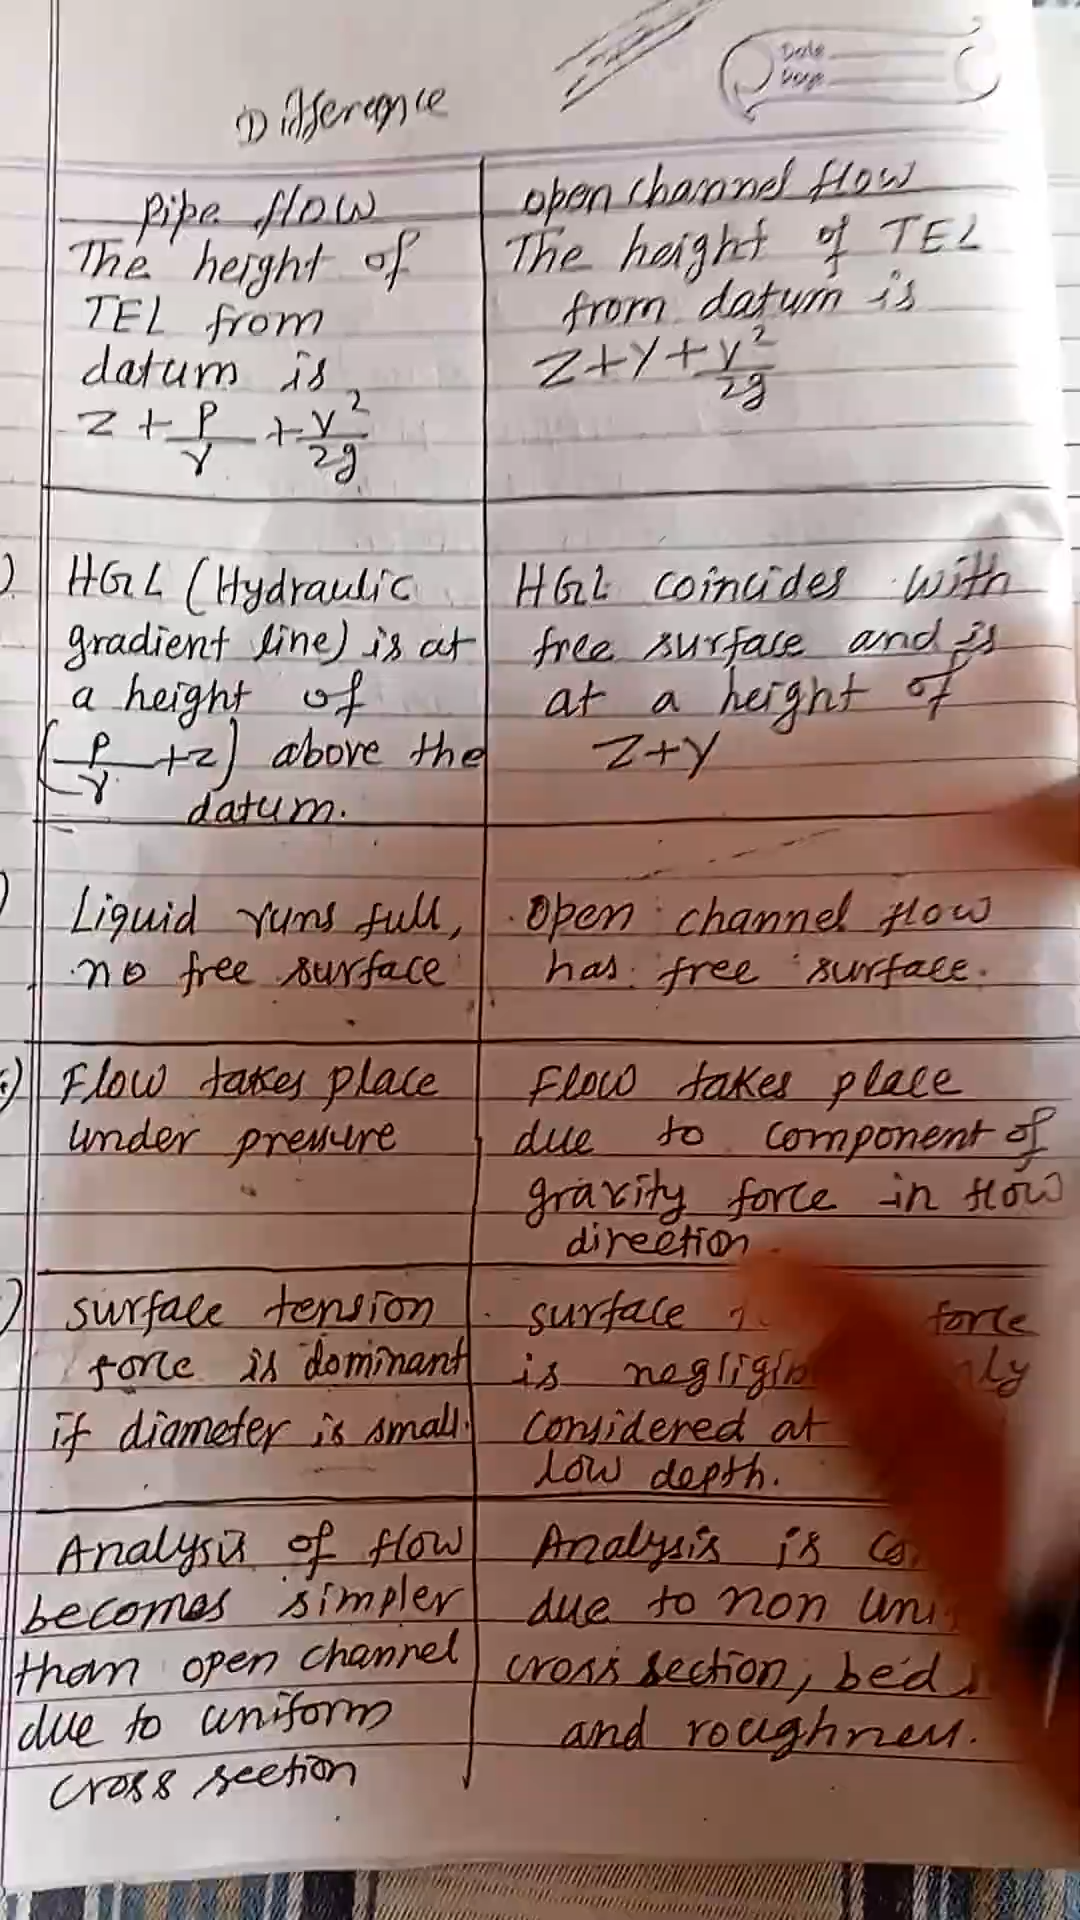 Date
Page
Difference
Pipe flow
The height of
TEL from
datum is
Z + P/γ + V²/2g
open channel flow
The height of TEL
from datum is
Z+Y+V²/2g
HGL (Hydraulic
gradient line) is at
a height of
(P/γ +z) above the
datum.
HGL coincides with
free surface and is
at a height of
Z+Y
Liquid runs full,
no free surface
Open channel flow
has free surface.
Flow takes place
under pressure
Flow takes place
due to component of
gravity force in flow
direction
surface tension
force is dominant
if diameter is small.
surface force
is
considered at
low depth.
Analysis of flow
becomes simpler
than open channel
due to uniform
cross section
Analysis is
due to non
cross section, bed
and roughness.